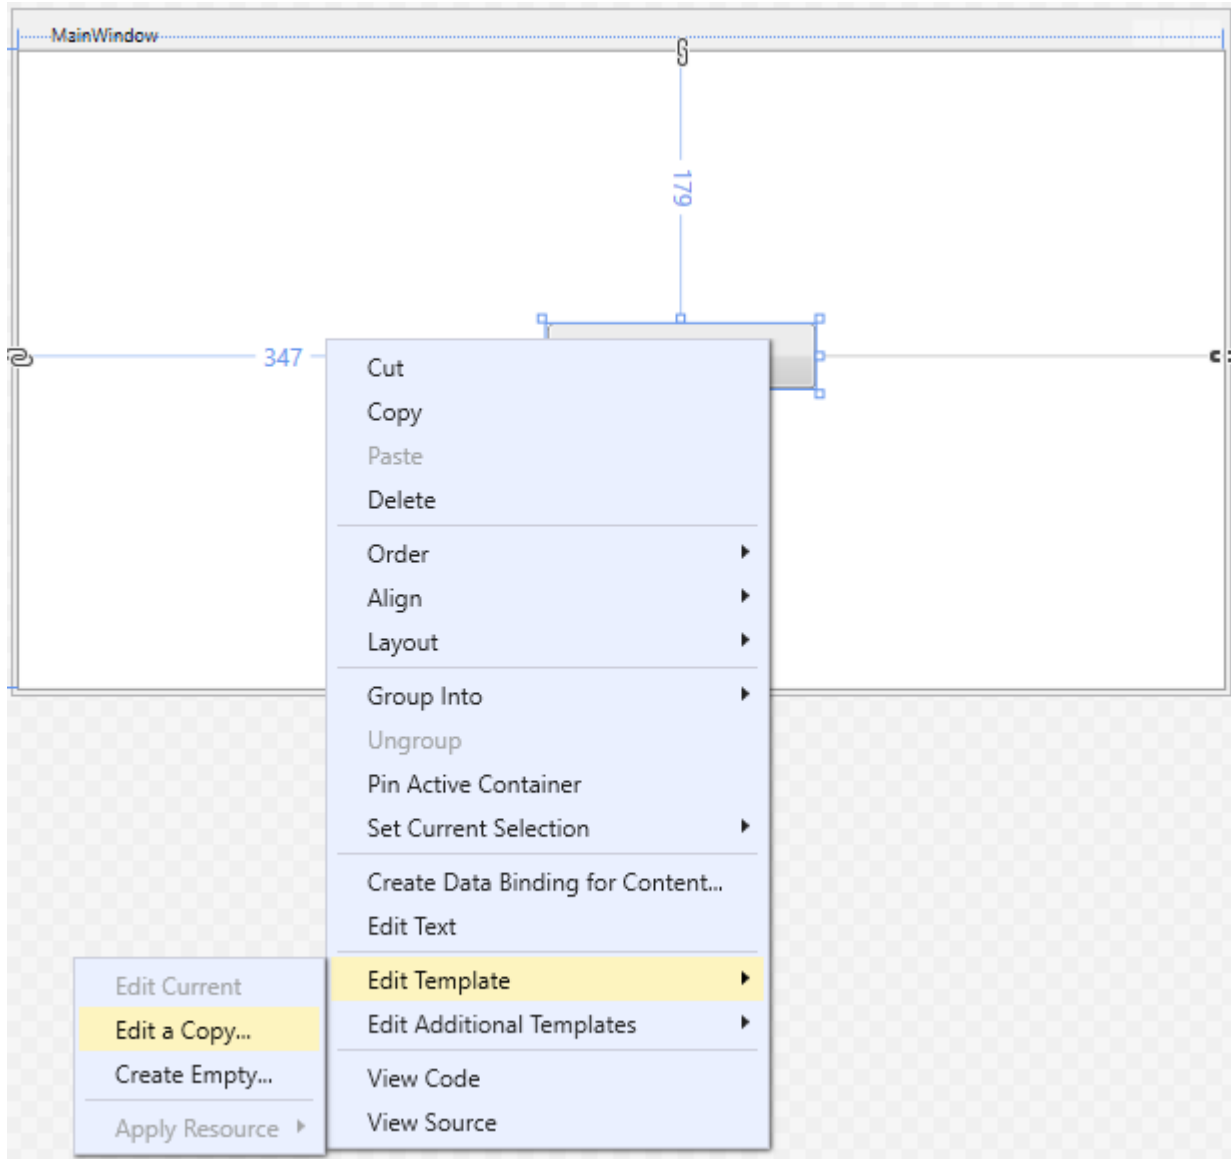 MainWindow
179
347
Cut
Copy
Paste
Delete
Order
Align
Layout
Group Into
Ungroup
Pin Active Container
Set Current Selection
Create Data Binding for Content...
Edit Text
Edit Template
Edit Additional Templates
View Code
View Source
Edit Current
Edit a Copy...
Create Empty...
Apply Resource